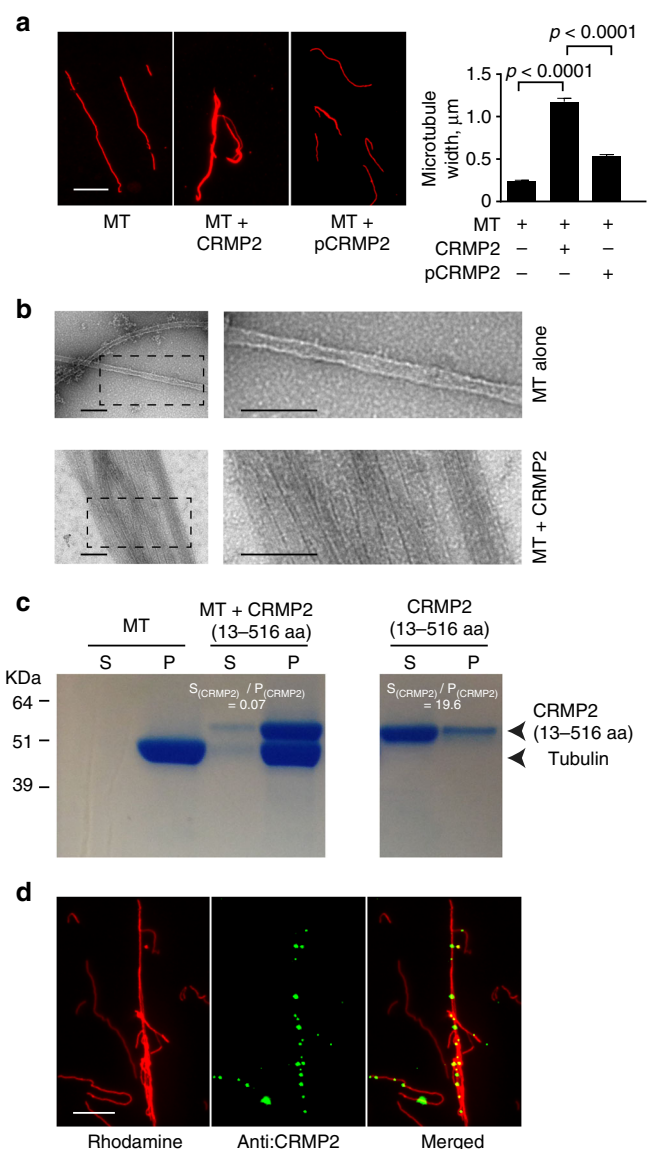 a
MT
MT +
CRMP2
MT +
pCRMP2
p < 0.0001
p < 0.0001
Microtubule
width, μm
1.5
1.0
0.5
0
MT + + +
CRMP2 – + –
pCRMP2 – – +
b
MT alone
MT + CRMP2
c
MT
MT + CRMP2
(13–516 aa)
CRMP2
(13–516 aa)
S P S P S P
KDa
64
51
39
S(CRMP2) / P(CRMP2)
= 0.07
S(CRMP2) / P(CRMP2)
= 19.6
CRMP2
(13–516 aa)
Tubulin
d
Rhodamine
Anti:CRMP2
Merged